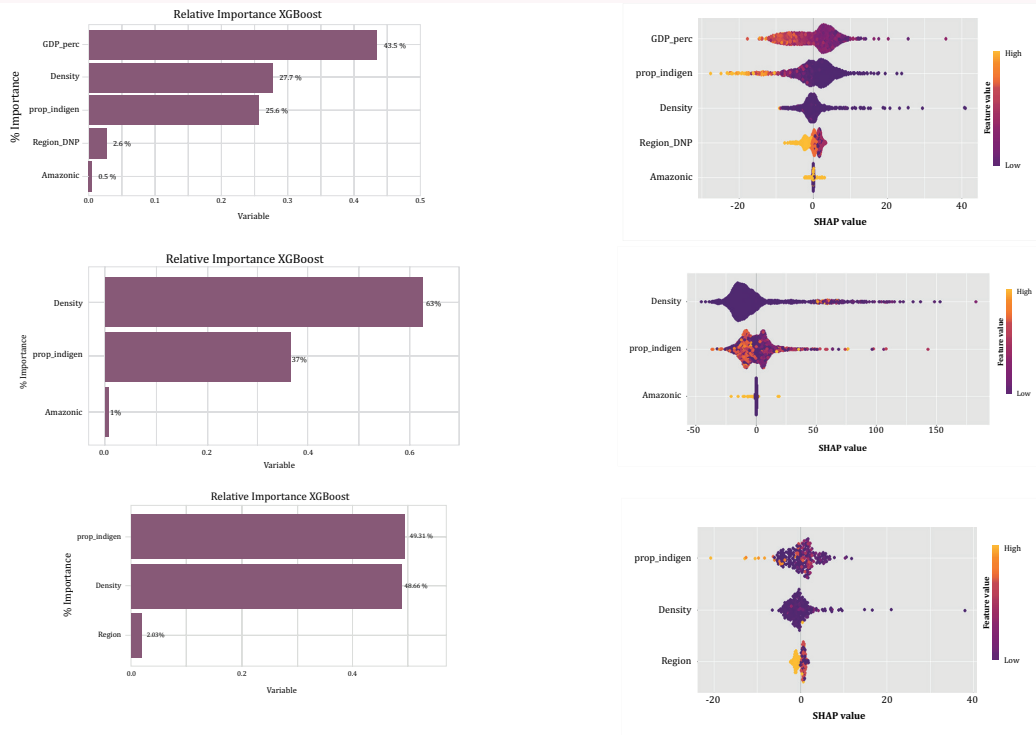 Relative Importance XGBoost
% Importance
GDP_perc
43.5 %
Density
27.7 %
prop_indigen
25.6 %
Region_DNP
2.6 %
Amazonic
0.5 %
0.0 0.1 0.2 0.3 0.4 0.5
Variable
GDP_perc
prop_indigen
Density
Region_DNP
Amazonic
-20 0 20 40
SHAP value
High
Feature value
Low
Relative Importance XGBoost
% Importance
Density
63%
prop_indigen
37%
Amazonic
1%
0.0 0.2 0.4 0.6
Variable
Density
prop_indigen
Amazonic
-50 0 50 100 150
SHAP value
High
Feature value
Low
Relative Importance XGBoost
% Importance
prop_indigen
49.31 %
Density
48.66 %
Region
2.03%
0.0 0.2 0.4
Variable
prop_indigen
Density
Region
-20 0 20 40
SHAP value
High
Feature value
Low